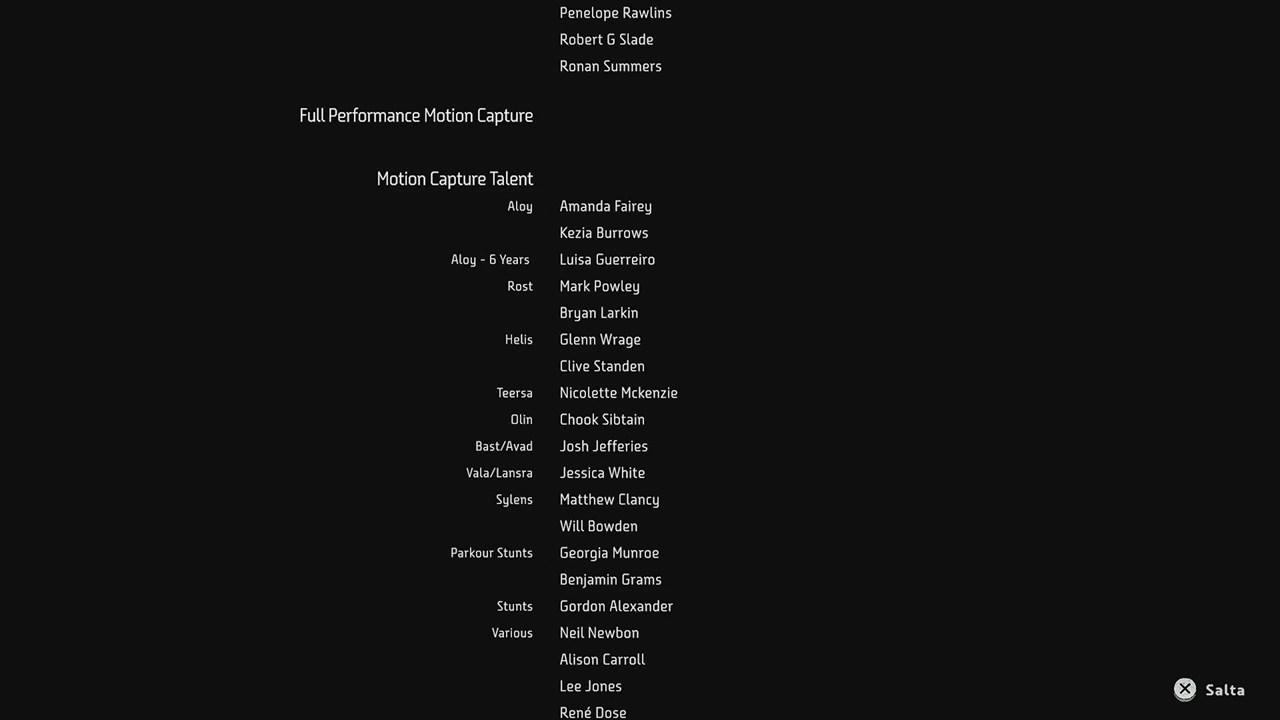 Penelope Rawlins
Robert G Slade
Ronan Summers
Full Performance Motion Capture
Motion Capture Talent
Aloy Amanda Fairey
Kezia Burrows
Aloy - 6 Years Luisa Guerreiro
Rost Mark Powley
Bryan Larkin
Helis Glenn Wrage
Clive Standen
Teersa Nicolette Mckenzie
Olin Chook Sibtain
Bast/Avad Josh Jefferies
Vala/Lansra Jessica White
Sylens Matthew Clancy
Will Bowden
Parkour Stunts Georgia Munroe
Benjamin Grams
Stunts Gordon Alexander
Various Neil Newbon
Alison Carroll
Lee Jones
René Dose
Salta